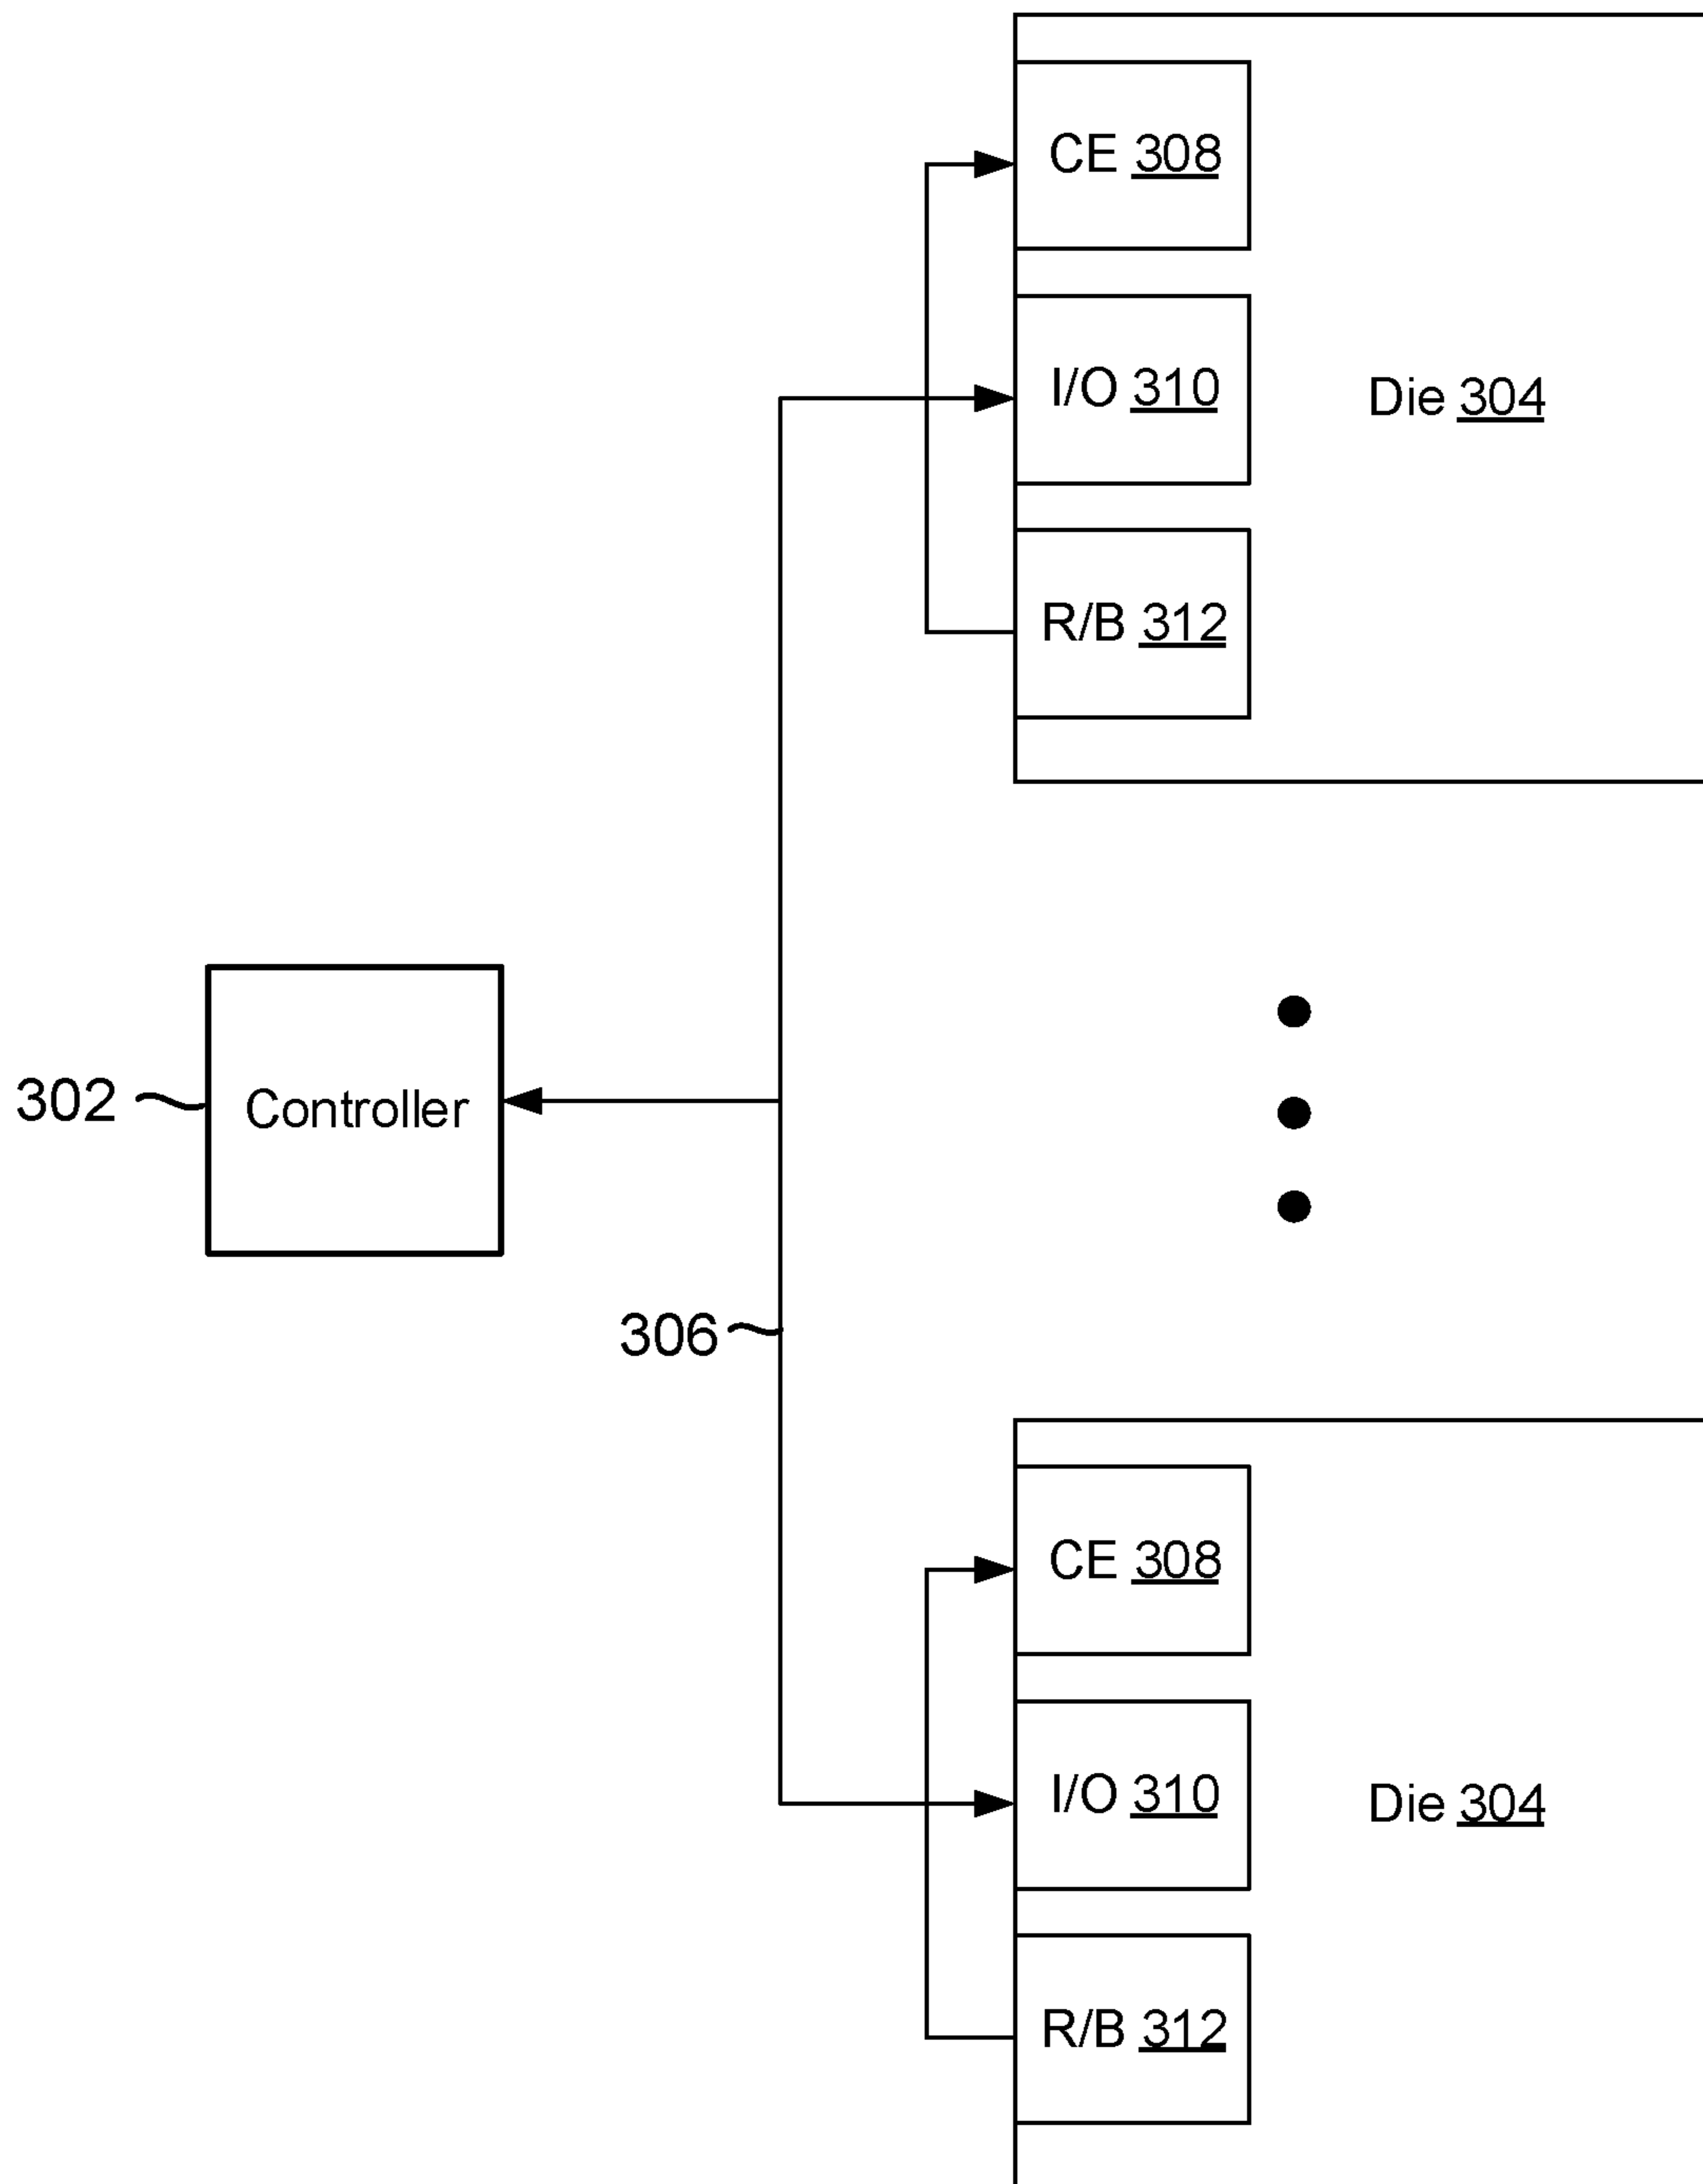 CE 308
I/O 310
Die 304
R/B 312
302
Controller
306
CE 308
I/O 310
Die 304
R/B 312